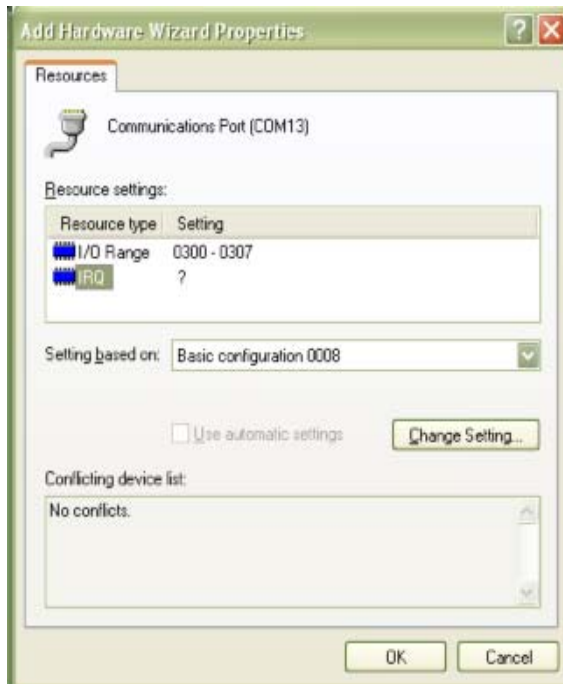 Add Hardware Wizard Properties
Resources
Communications Port (COM13)
Resource settings:
Resource type Setting
I/O Range 0300 - 0307
IRQ ?
Setting based on: Basic configuration 0008
Use automatic settings Change Setting...
Conflicting device list:
No conflicts.
OK Cancel